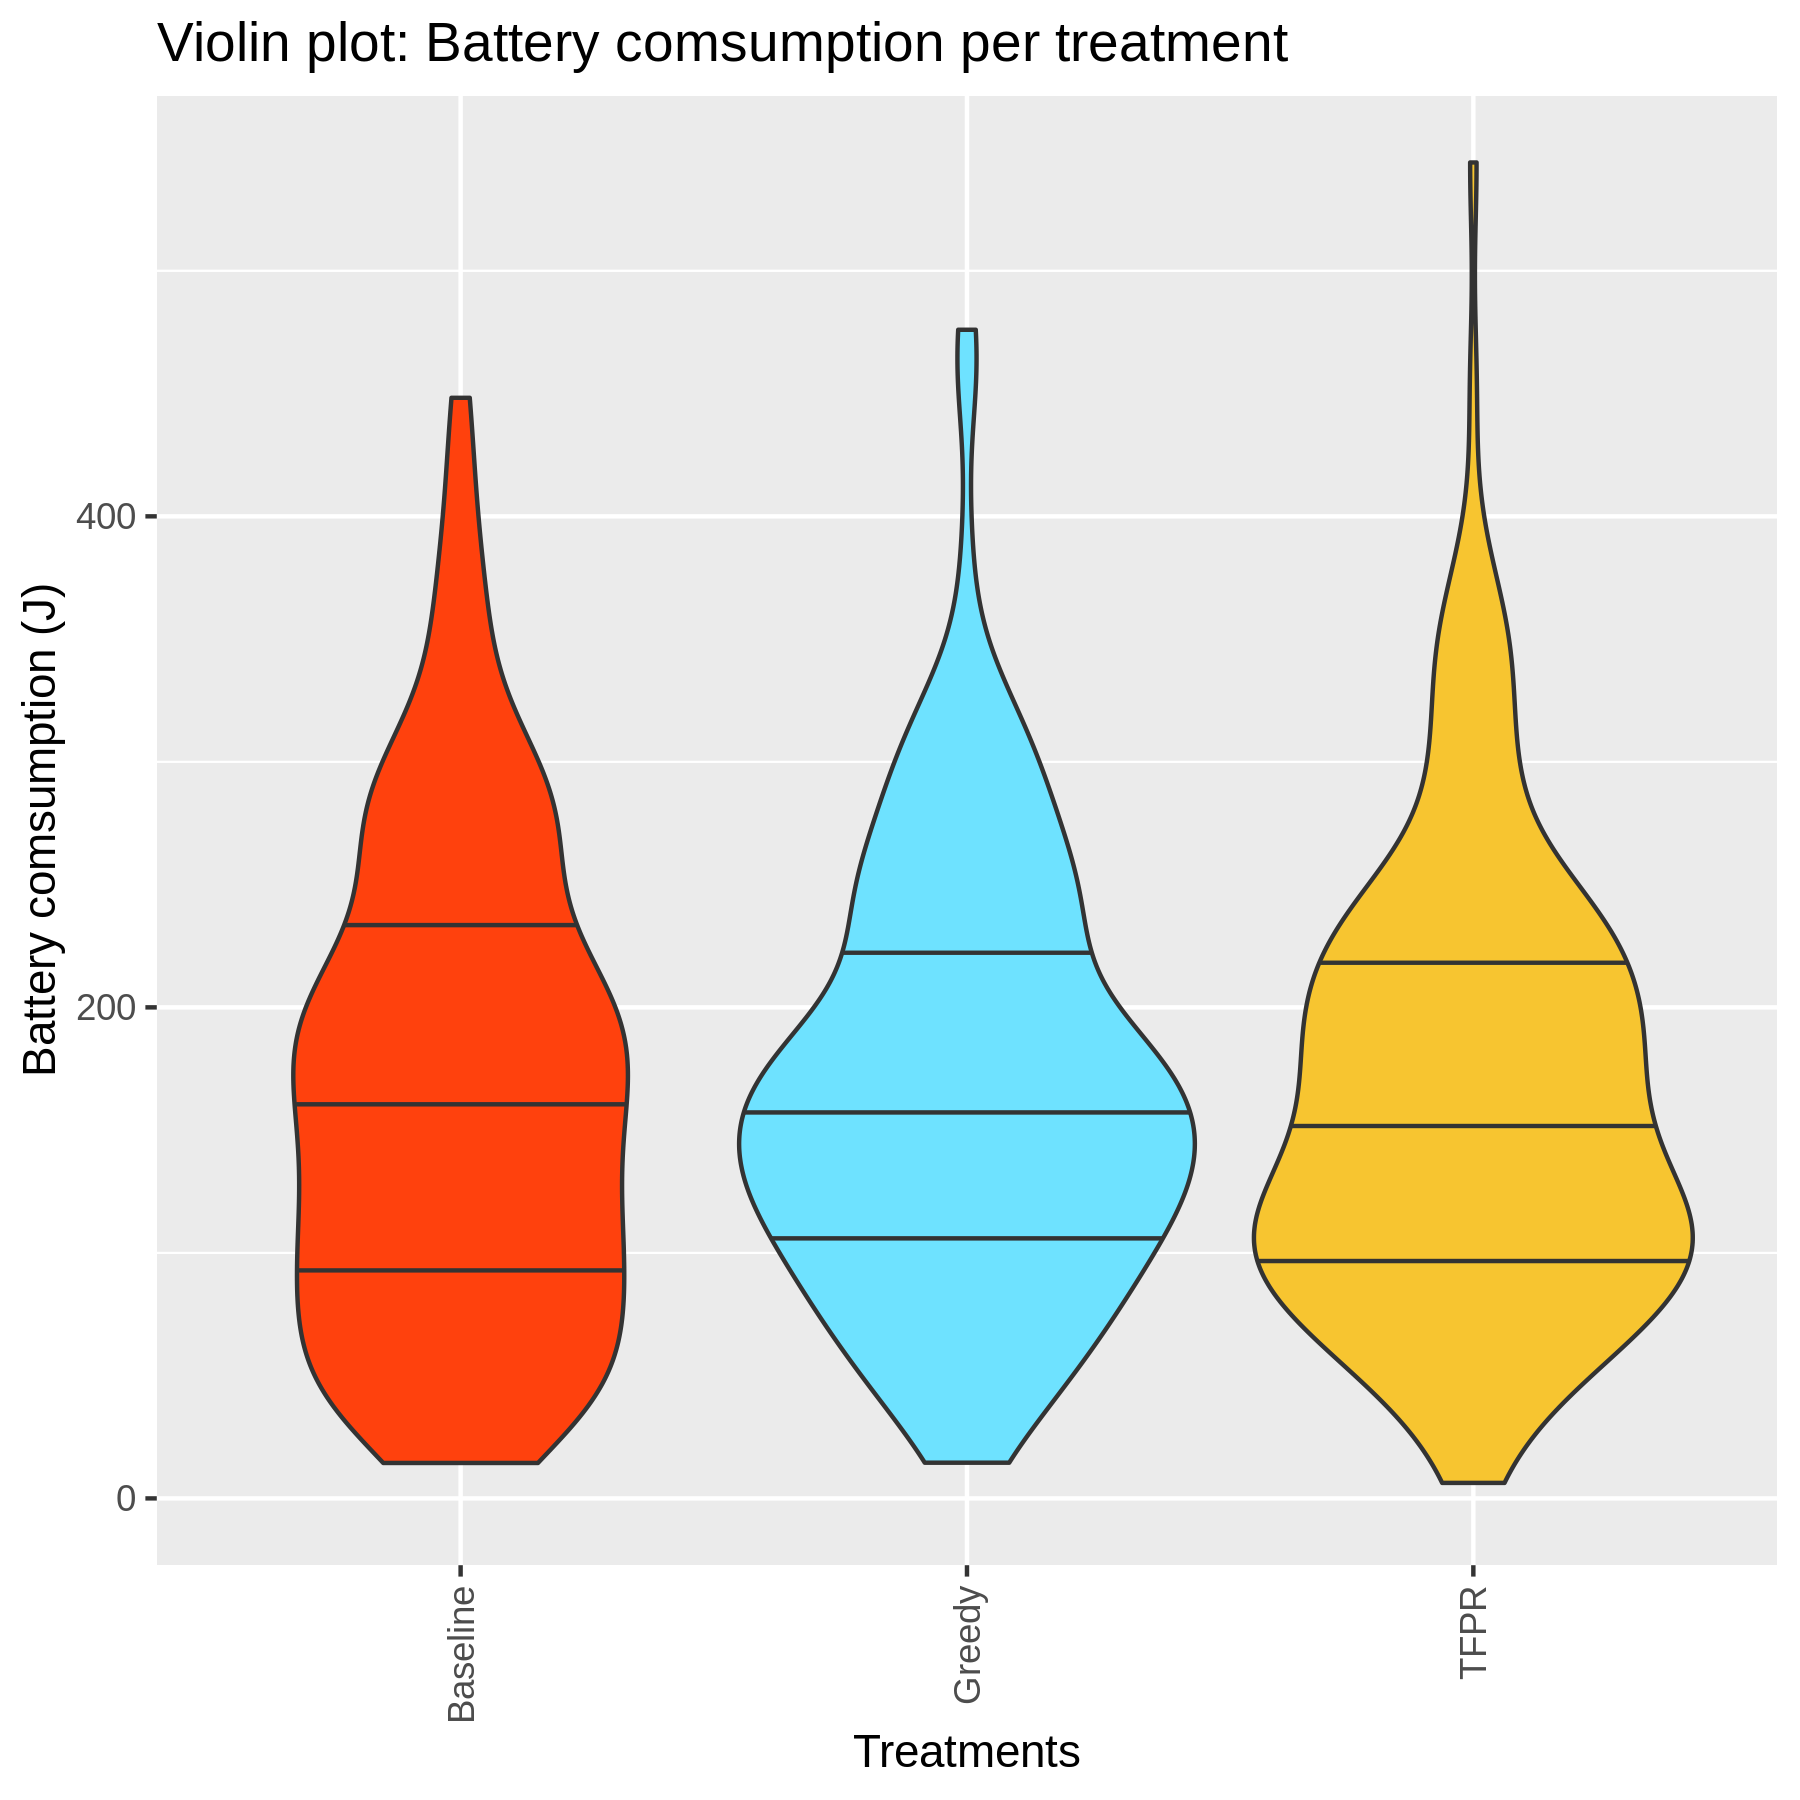 Violin plot: Battery comsumption per treatment
Battery comsumption (J)
400
200
0
Baseline
Greedy
TFPR
Treatments